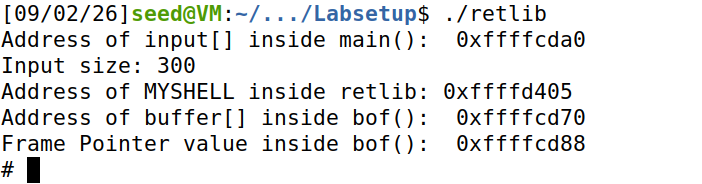 [09/02/26]seed@VM:~/.../Labsetup$ ./retlib
Address of input[] inside main():  0xffffcda0
Input size: 300
Address of MYSHELL inside retlib: 0xffffd405
Address of buffer[] inside bof():  0xffffcd70
Frame Pointer value inside bof():  0xffffcd88
#